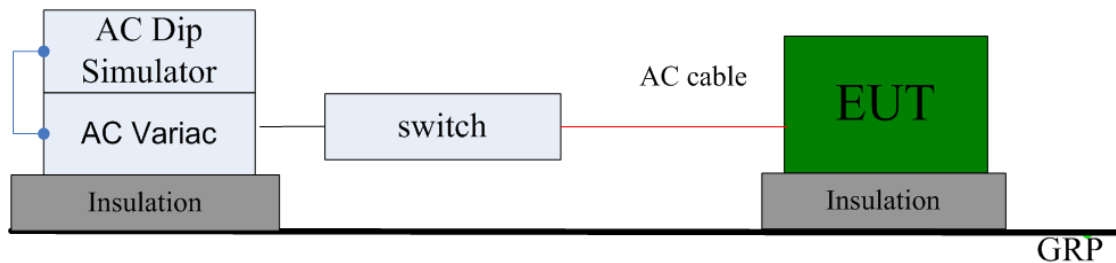 AC Dip
Simulator
AC Variac
Insulation
switch
AC cable
EUT
Insulation
GRP